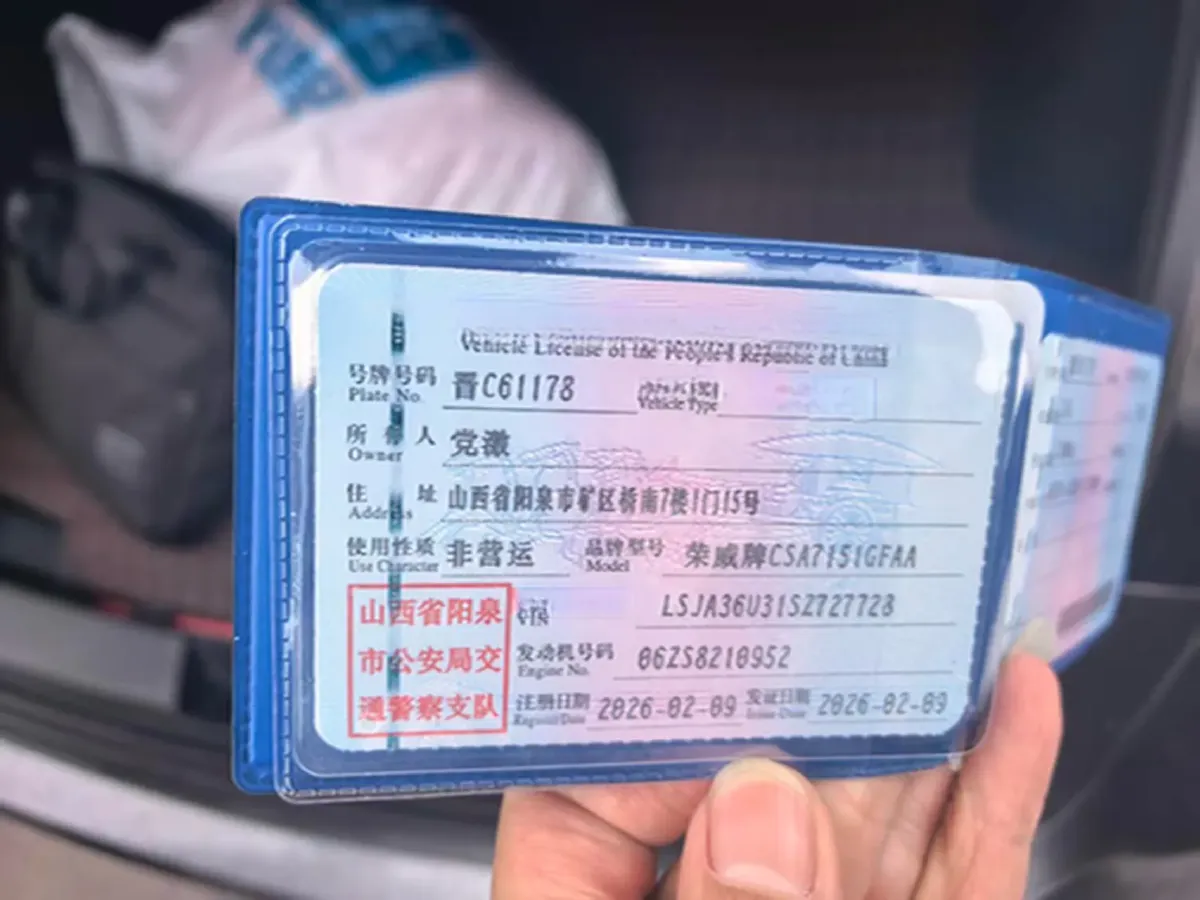 Vehicle License of the People's Republic of China
号牌号码 晋C61178
Plate No. Vehicle Type
所有人 党激
Owner
住址 山西省阳泉市矿区桥南7楼1门15号
Address
使用性质 非营运 品牌型号 荣威牌CSA7151GFAA
Use Character Model
山西省阳泉 LSJA36U31SZ727728
市公安局交 发动机号码 06ZS8210952
Engine No.
通警察支队 注册日期 2026-02-09 发证日期 2026-02-09
Register Date Issue Date